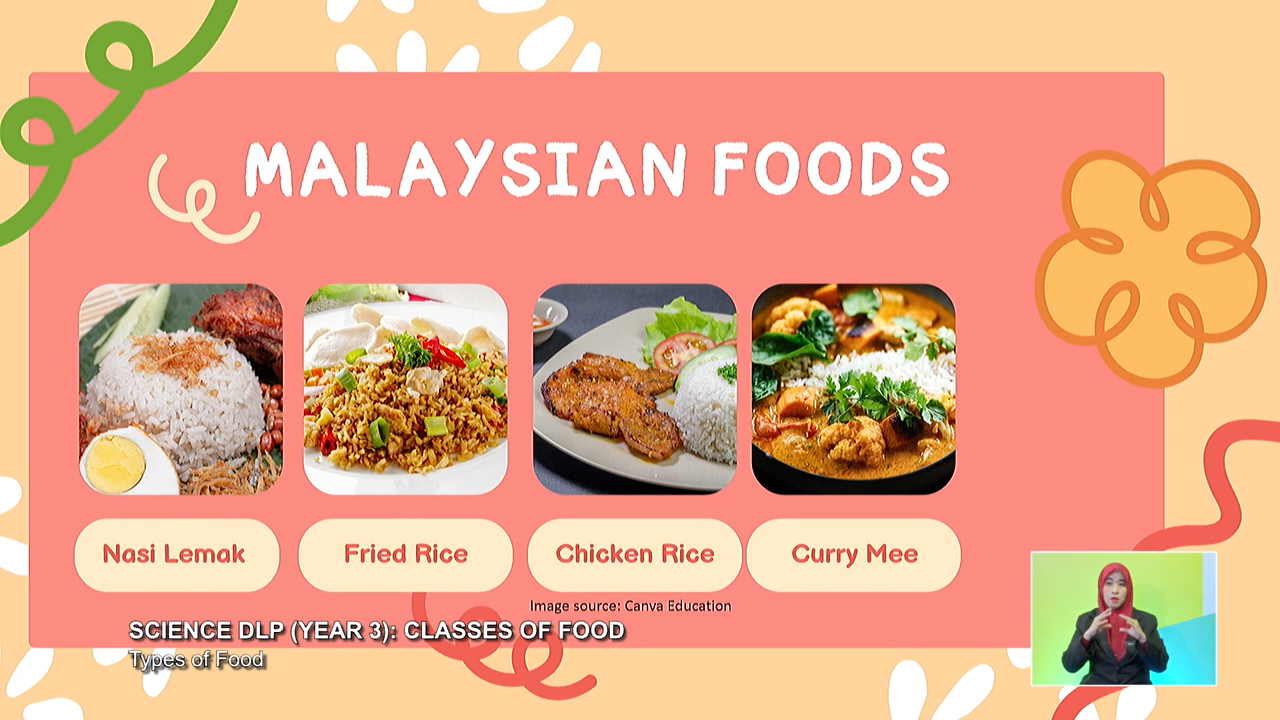 MALAYSIAN FOODS
Nasi Lemak
Fried Rice
Chicken Rice
Curry Mee
Image source: Canva Education
SCIENCE DLP (YEAR 3): CLASSES OF FOOD
Types of Food